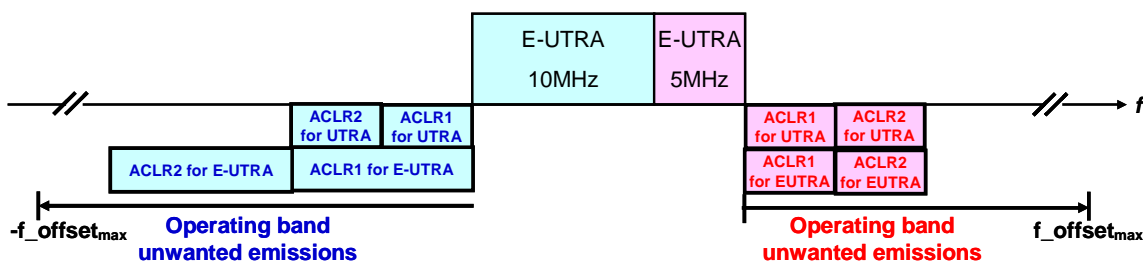 E-UTRA
10MHz
E-UTRA
5MHz
f
ACLR2
for UTRA
ACLR1
for UTRA
ACLR1
for UTRA
ACLR2
for UTRA
ACLR2 for E-UTRA
ACLR1 for E-UTRA
ACLR1
for EUTRA
ACLR2
for EUTRA
-f_offsetmax
Operating band
unwanted emissions
Operating band
unwanted emissions
f_offsetmax